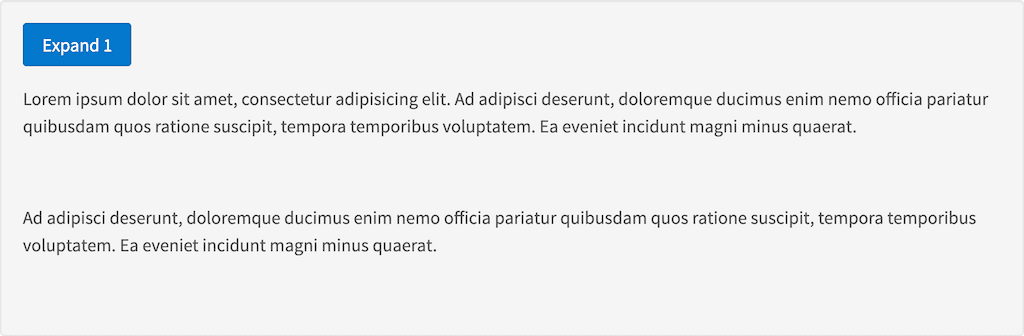 Expand 1
Lorem ipsum dolor sit amet, consectetur adipisicing elit. Ad adipisci deserunt, doloremque ducimus enim nemo officia pariatur
quibusdam quos ratione suscipit, tempora temporibus voluptatem. Ea eveniet incidunt magni minus quaerat.
Ad adipisci deserunt, doloremque ducimus enim nemo officia pariatur quibusdam quos ratione suscipit, tempora temporibus
voluptatem. Ea eveniet incidunt magni minus quaerat.